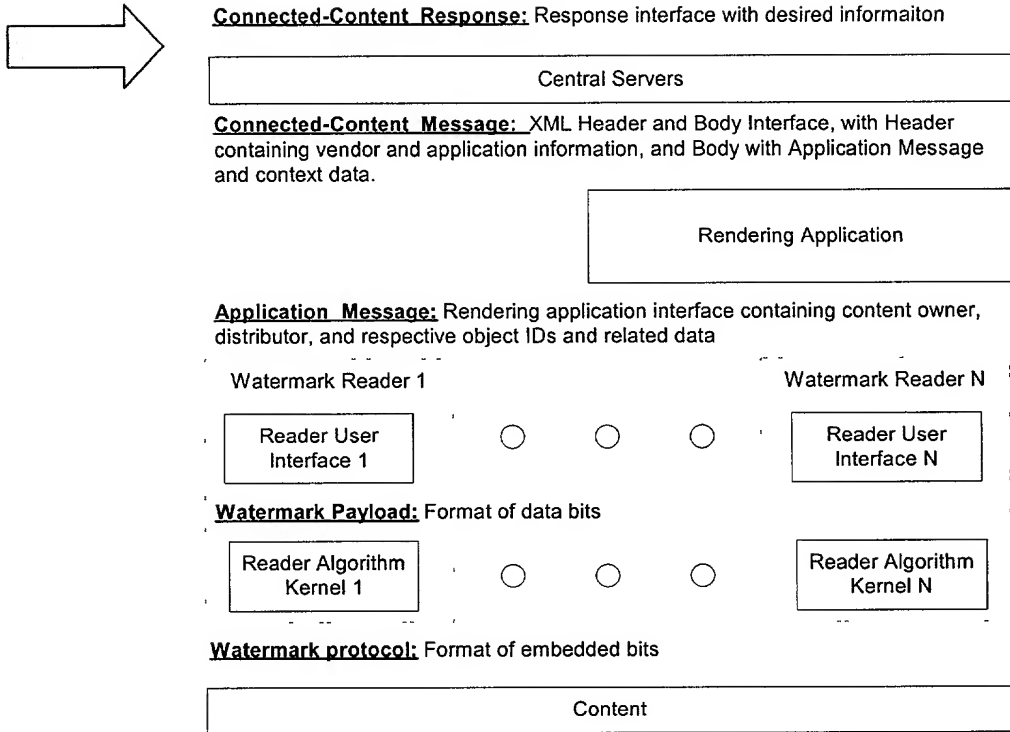 Connected-Content Response: Response interface with desired informaiton
Central Servers
Connected-Content Message: XML Header and Body Interface, with Header
containing vendor and application information, and Body with Application Message
and context data.
Rendering Application
Application Message: Rendering application interface containing content owner,
distributor, and respective object IDs and related data
Watermark Reader 1
Watermark Reader N
Reader User
Interface 1
Reader User
Interface N
Watermark Payload: Format of data bits
Reader Algorithm
Kernel 1
Reader Algorithm
Kernel N
Watermark protocol: Format of embedded bits
Content